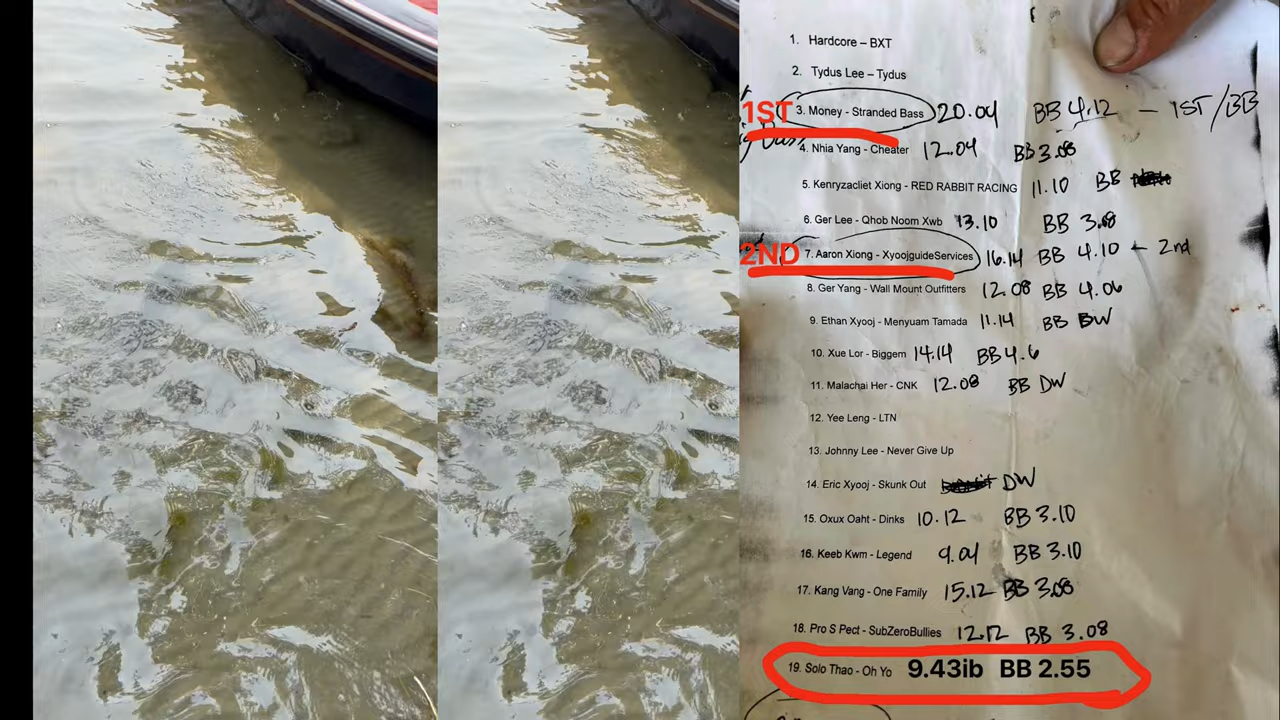 1. Hardcore – BXT
2. Tydus Lee – Tydus
1ST 3. Money - Stranded Bass 20.04 BB 4.12 – 1ST/BB
4. Nhia Yang - Cheater 12.04 BB 3.08
5. Kenryzacliet Xiong - RED RABBIT RACING 11.10 BB
6. Ger Lee - Qhob Noom Xwb 13.10 BB 3.08
2ND 7. Aaron Xiong - XyoojguideServices 16.14 BB 4.10 ← 2nd
8. Ger Yang - Wall Mount Outfitters 12.08 BB 4.06
9. Ethan Xyooj - Menyuam Tamada 11.14 BB DW
10. Xue Lor - Biggem 14.14 BB 4.6
11. Malachai Her - CNK 12.08 BB DW
12. Yee Leng - LTN
13. Johnny Lee - Never Give Up
14. Eric Xyooj - Skunk Out DW
15. Oxux Oaht - Dinks 10.12 BB 3.10
16. Keeb Kwm - Legend 9.04 BB 3.10
17. Kang Vang - One Family 15.12 BB 3.08
18. Pro S Pect - SubZeroBullies 12.12 BB 3.08
19. Solo Thao - Oh Yo 9.43ib BB 2.55